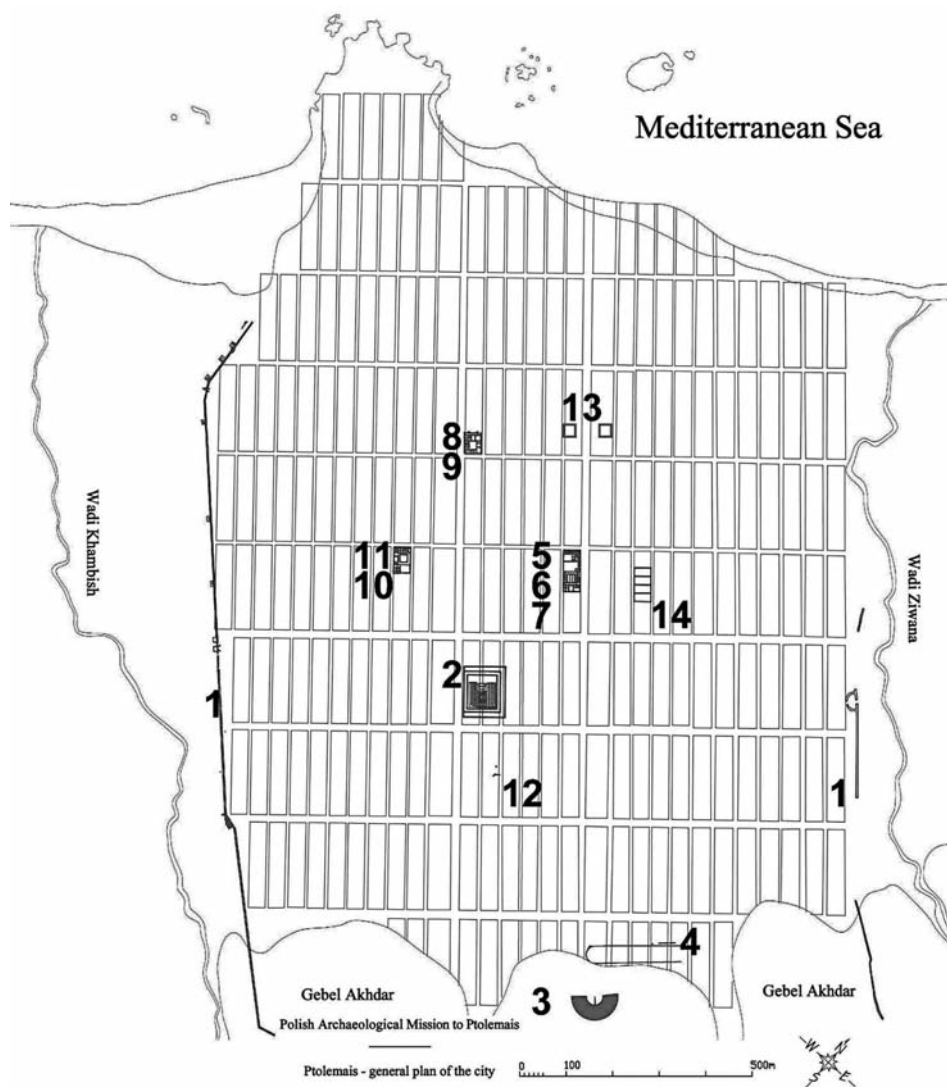 Mediterranean Sea
13
8
9
Wadi Khambish
11
10
5
6
7
14
Wadi Ziwana
2
1
12
1
4
3
Gebel Akhdar
Gebel Akhdar
Polish Archaeological Mission to Ptolemais
Ptolemais - general plan of the city
0 100 500m
W N
S E